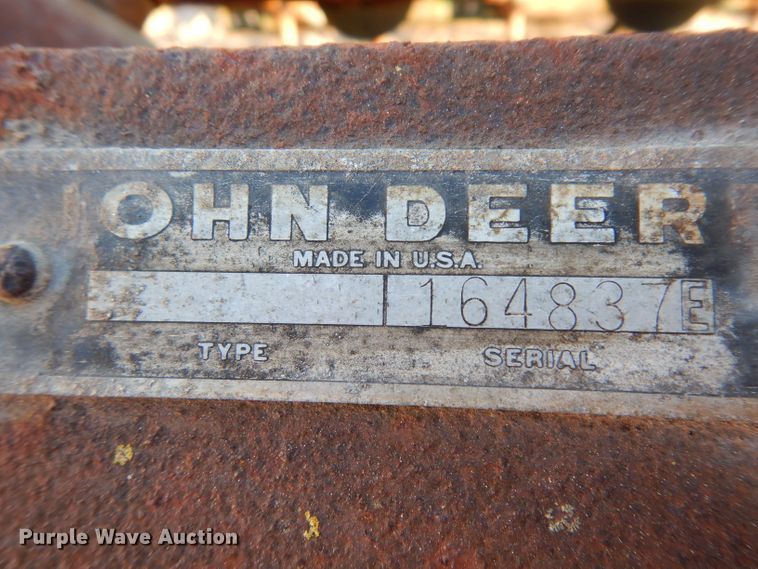 OHN DEER
MADE IN U.S.A.
164837E
TYPE SERIAL
Purple Wave Auction